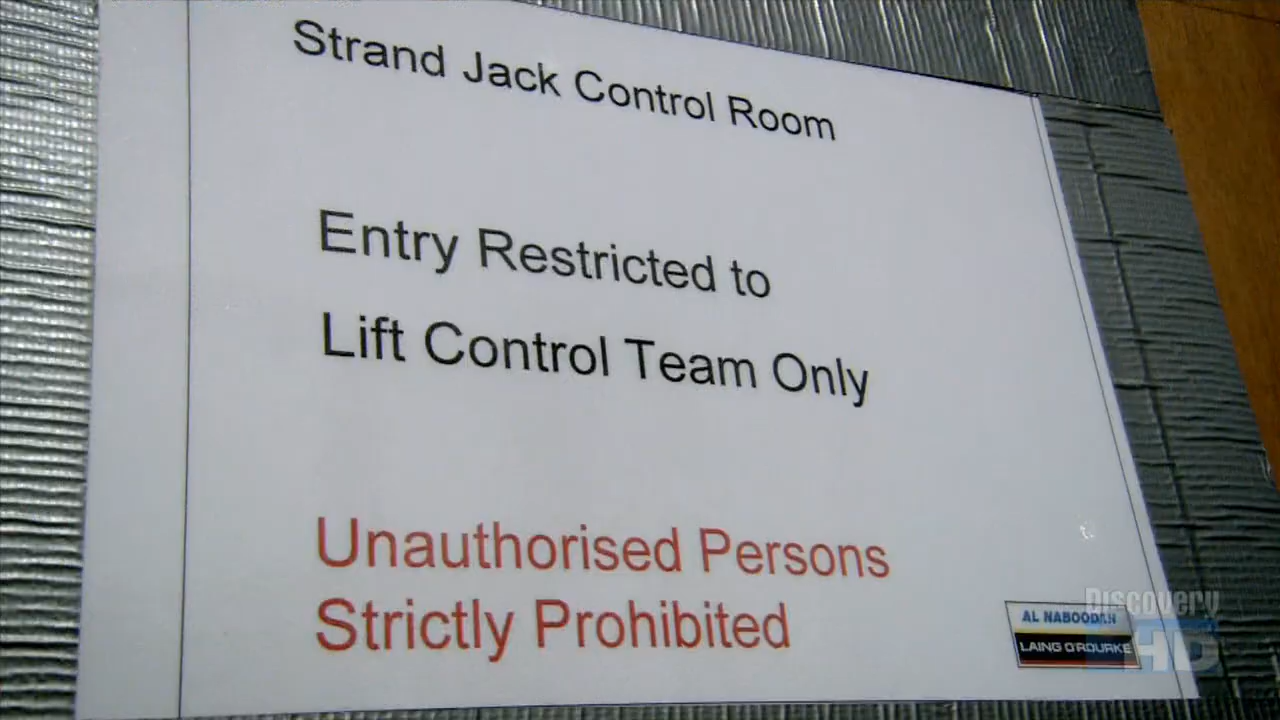 Strand Jack Control Room
Entry Restricted to
Lift Control Team Only
Unauthorised Persons
Strictly Prohibited
Discovery
HD
AL NABOODAH
LAING O'ROURKE